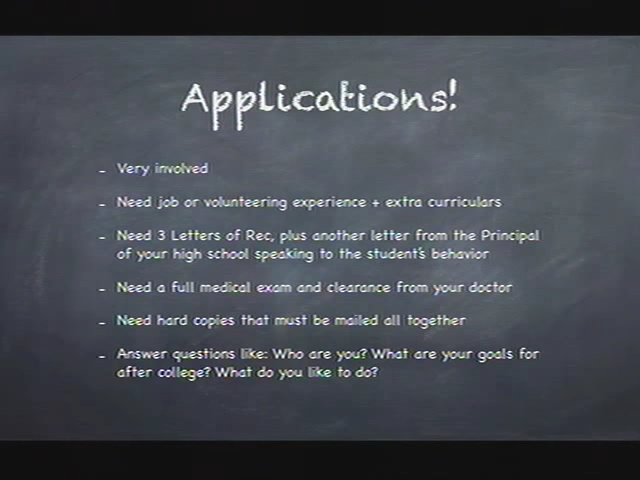 Applications!
- Very involved
- Need job or volunteering experience + extra curriculars
- Need 3 Letters of Rec, plus another letter from the Principal
of your high school speaking to the student's behavior
- Need a full medical exam and clearance from your doctor
- Need hard copies that must be mailed all together
- Answer questions like: Who are you? What are your goals for
after college? What do you like to do?